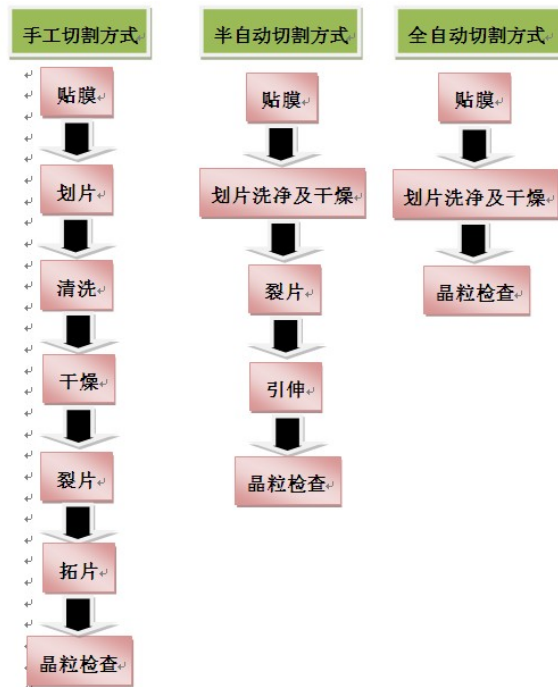 手工切割方式
贴膜
划片
清洗
干燥
裂片
拓片
晶粒检查
半自动切割方式
贴膜
划片洗净及干燥
裂片
引伸
晶粒检查
全自动切割方式
贴膜
划片洗净及干燥
晶粒检查